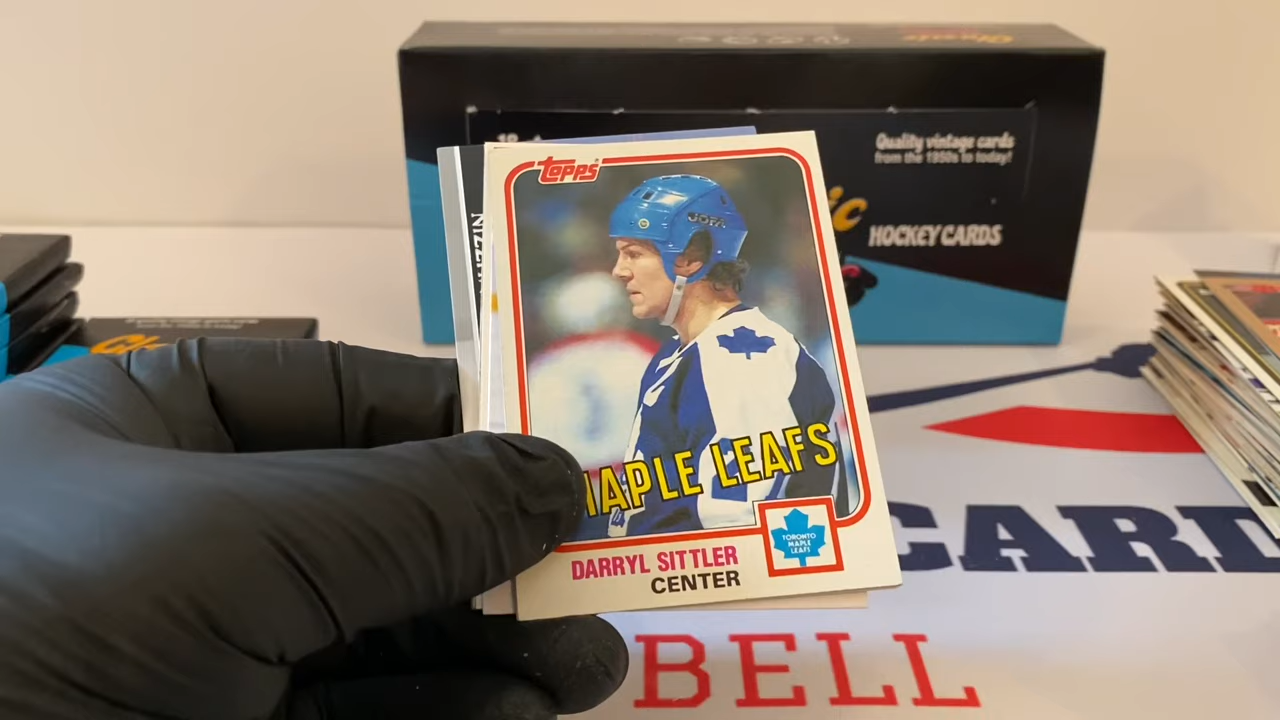 Quality vintage cards
from the 1950s to today!
HOCKEY CARDS
topps
JOFA
MAPLE LEAFS
TORONTO
MAPLE
LEAFS
DARRYL SITTLER
CENTER
CARD
BELL